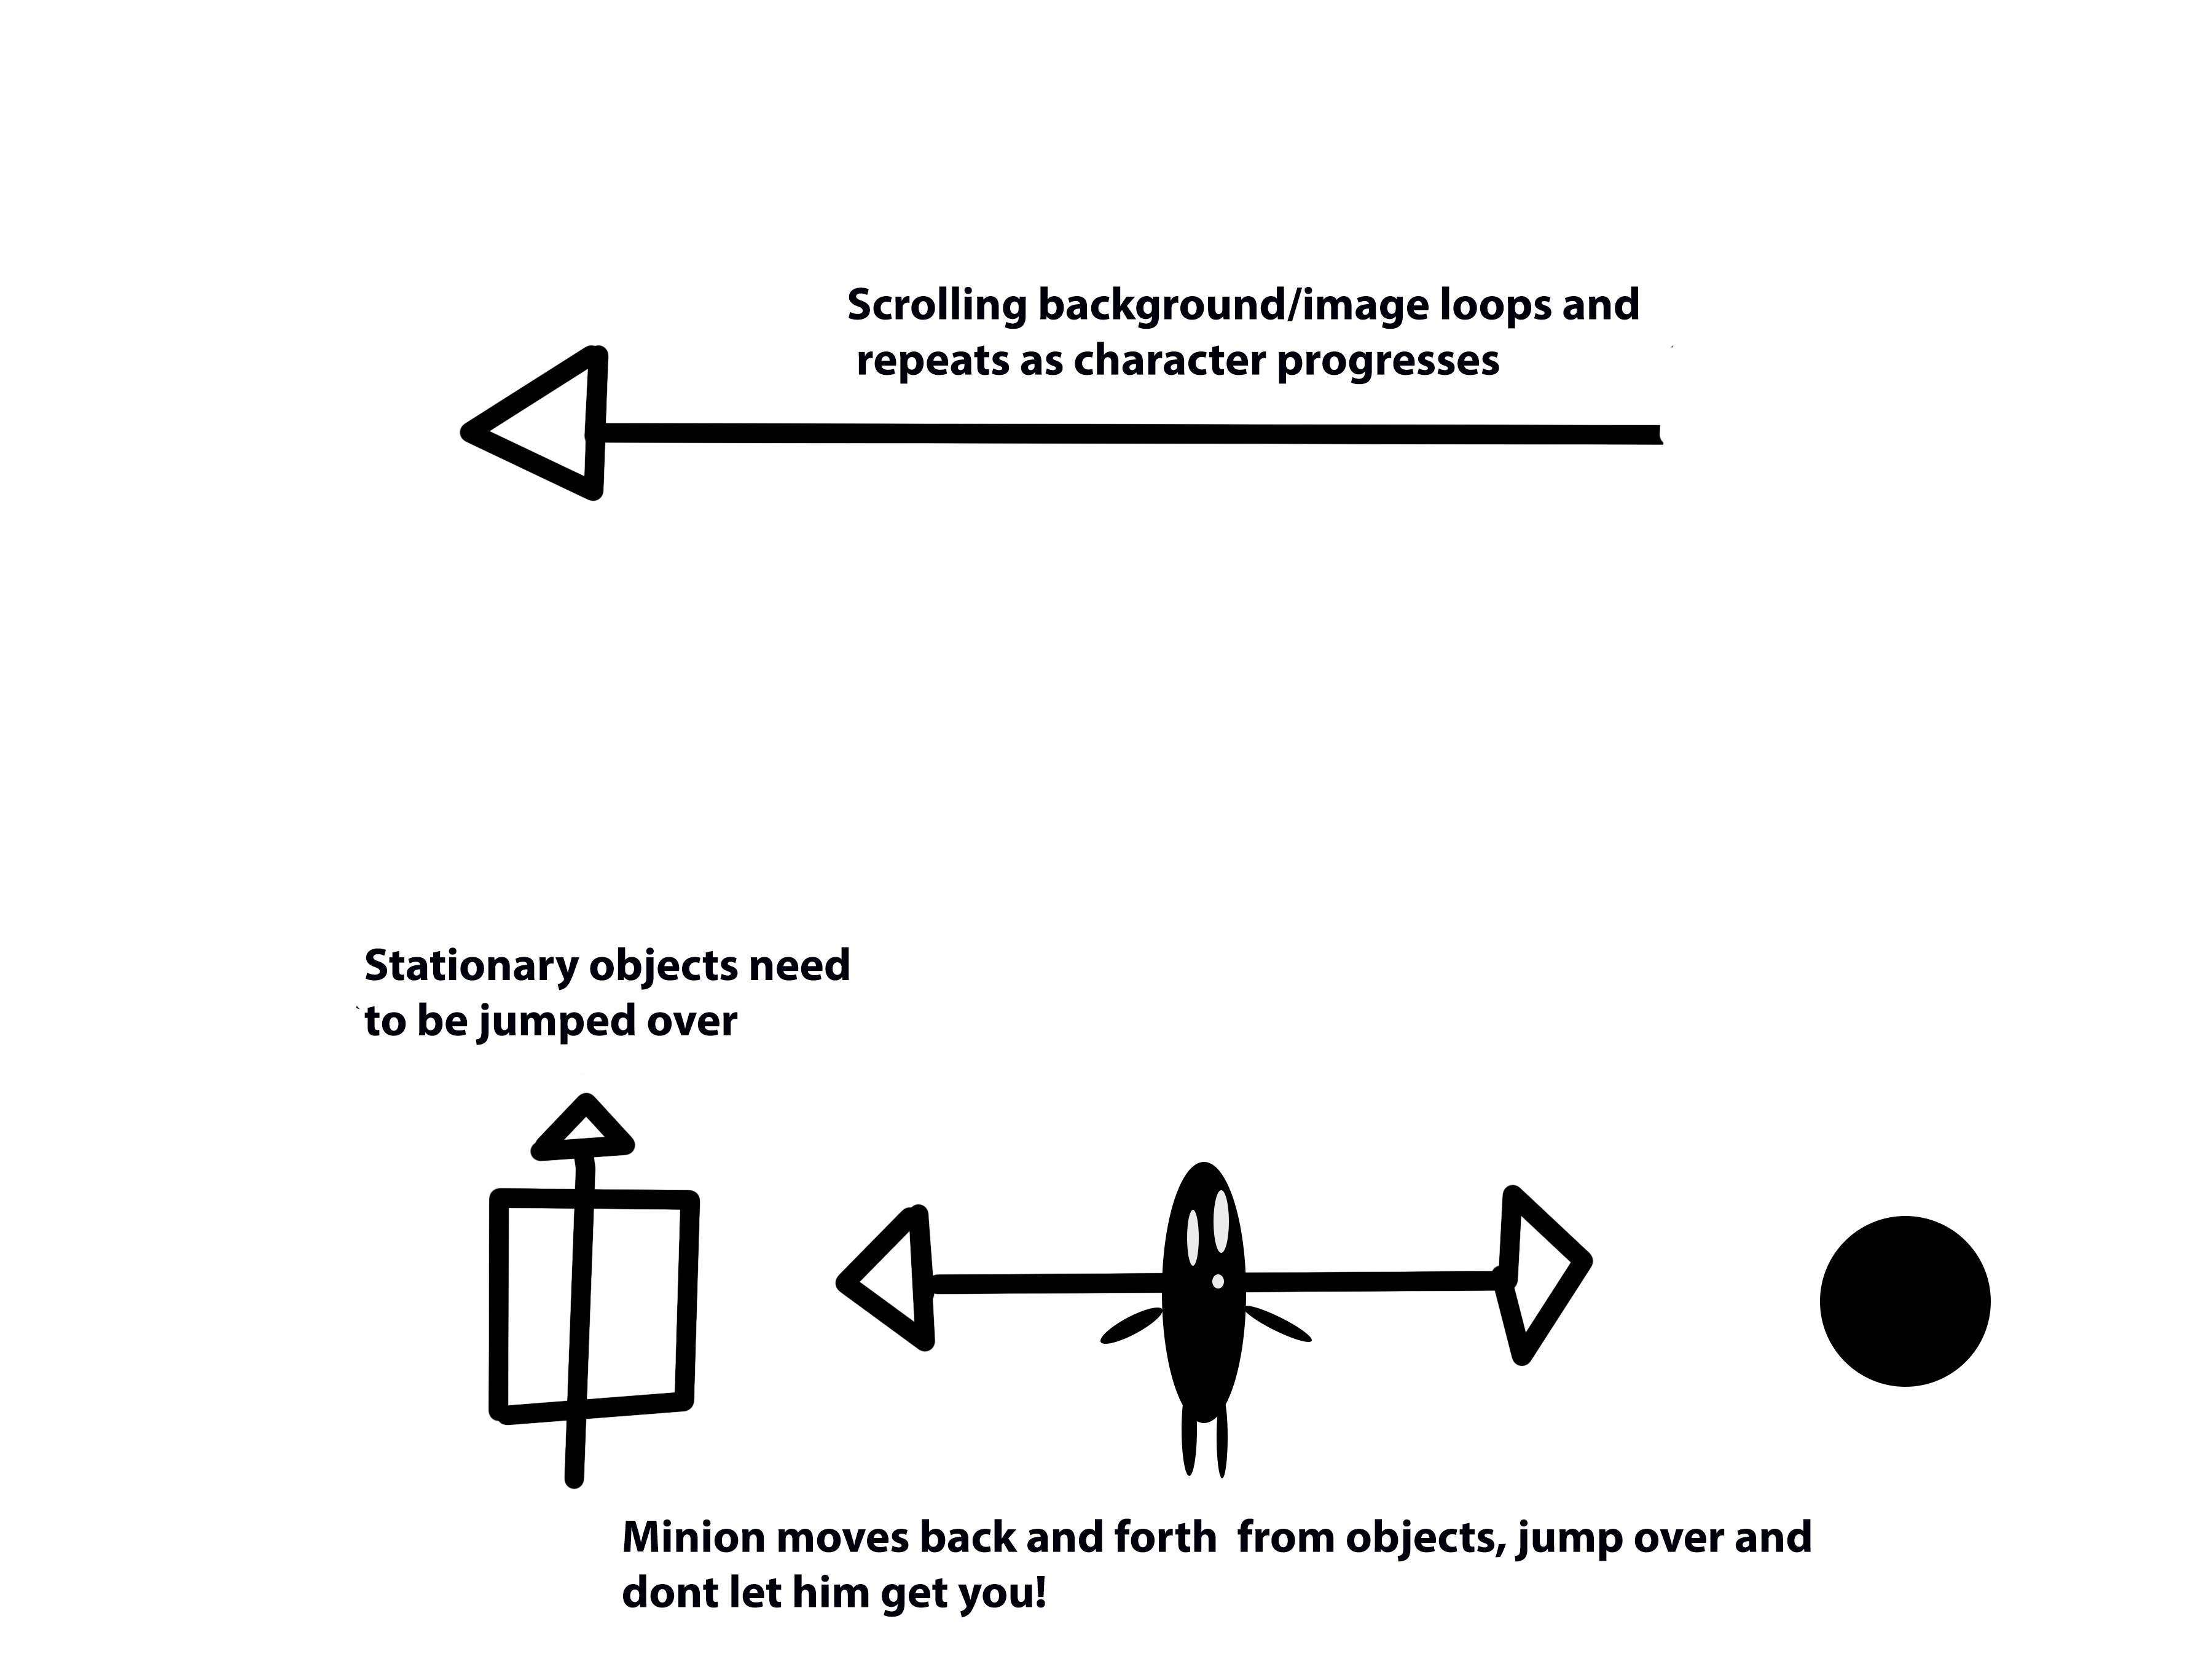 Scrolling background/image loops and
repeats as character progresses
Stationary objects need
to be jumped over
Minion moves back and forth  from objects, jump over and
dont let him get you!